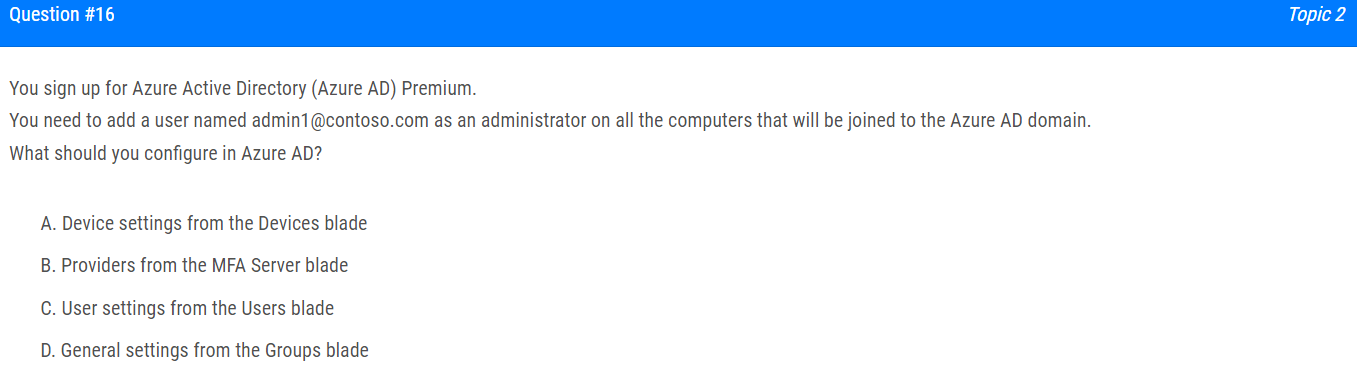 Question #16
Topic 2
You sign up for Azure Active Directory (Azure AD) Premium.
You need to add a user named admin1@contoso.com as an administrator on all the computers that will be joined to the Azure AD domain.
What should you configure in Azure AD?
A. Device settings from the Devices blade
B. Providers from the MFA Server blade
C. User settings from the Users blade
D. General settings from the Groups blade